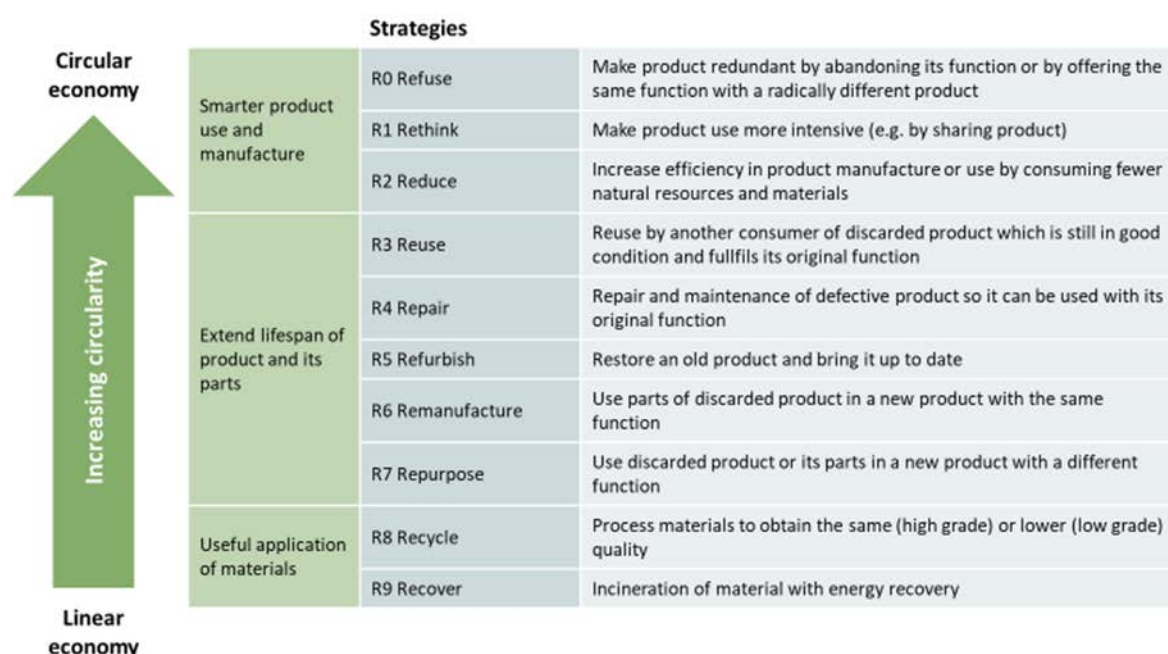 Strategies
Circular
economy
Increasing circularity
Linear
economy
Smarter product
use and
manufacture
R0 Refuse
Make product redundant by abandoning its function or by offering the
same function with a radically different product
R1 Rethink
Make product use more intensive (e.g. by sharing product)
R2 Reduce
Increase efficiency in product manufacture or use by consuming fewer
natural resources and materials
Extend lifespan of
product and its
parts
R3 Reuse
Reuse by another consumer of discarded product which is still in good
condition and fullfils its original function
R4 Repair
Repair and maintenance of defective product so it can be used with its
original function
R5 Refurbish
Restore an old product and bring it up to date
R6 Remanufacture
Use parts of discarded product in a new product with the same
function
R7 Repurpose
Use discarded product or its parts in a new product with a different
function
Useful application
of materials
R8 Recycle
Process materials to obtain the same (high grade) or lower (low grade)
quality
R9 Recover
Incineration of material with energy recovery